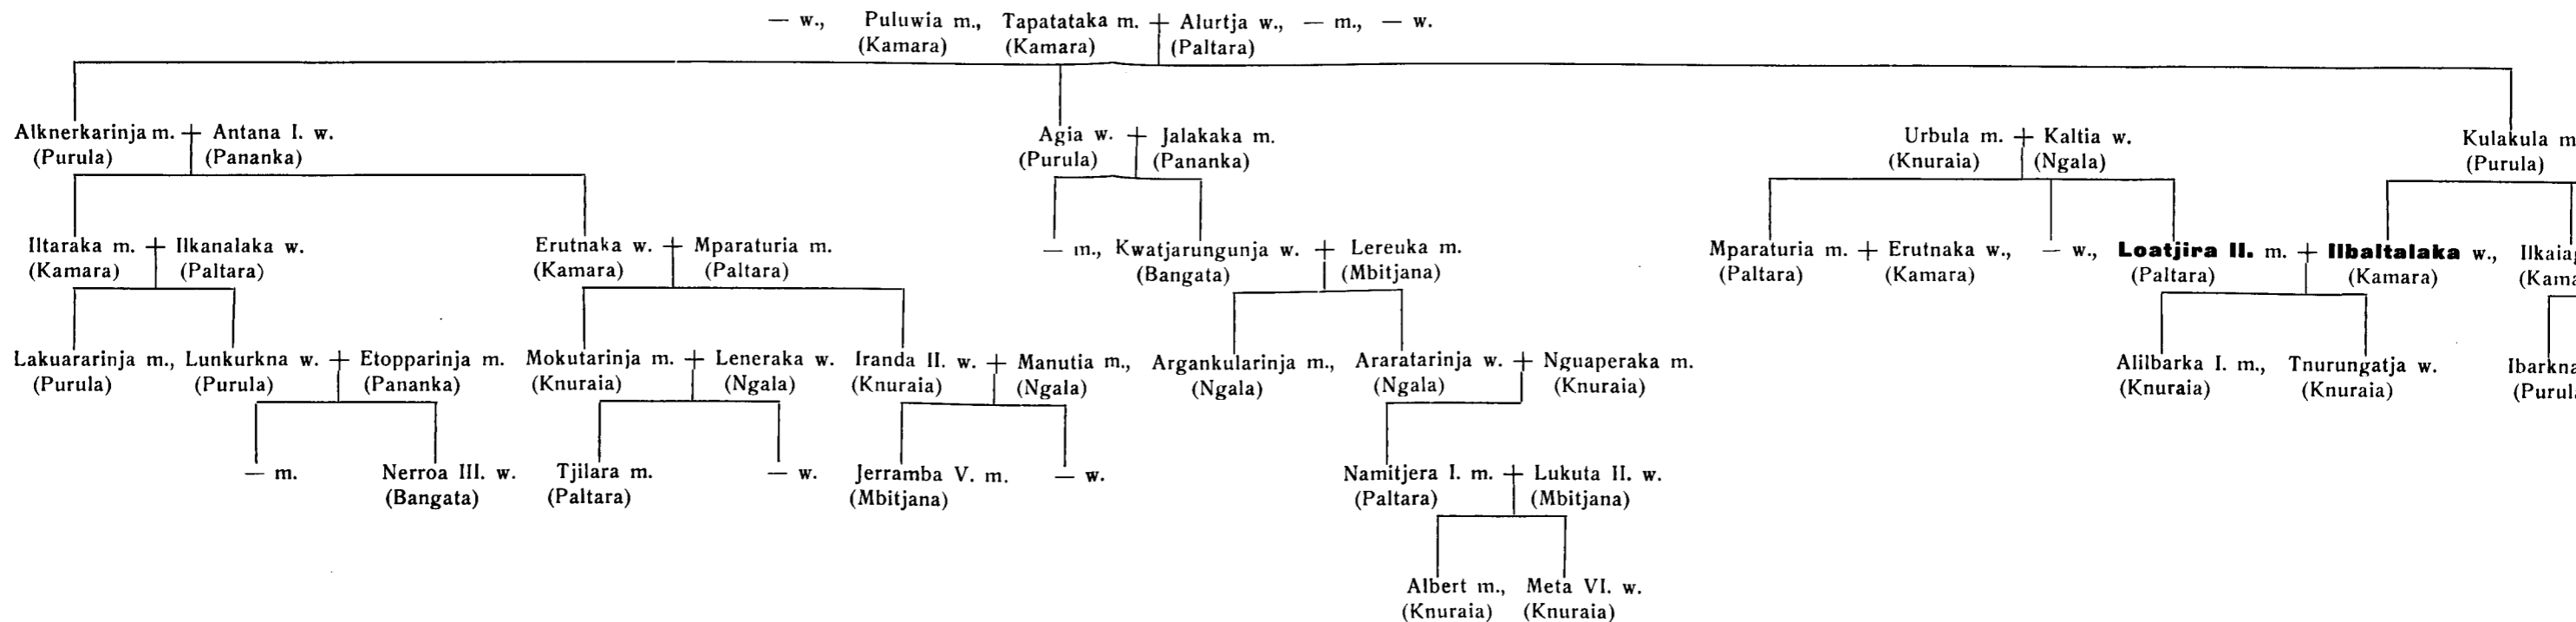 — w., Puluwia m., Tapatataka m. + Alurtja w., — m., — w.
(Kamara) (Kamara) (Paltara)
Alknerkarinja m. + Antana I. w. Agia w. + Jalakaka m. Urbula m. + Kaltia w. Kulakula m
(Purula) (Pananka) (Purula) (Pananka) (Knuraia) (Ngala) (Purula)
Iltaraka m. + Ilkanalaka w. Erutnaka w. + Mparaturia m. — m., Kwatjarungunja w. + Lereuka m. Mparaturia m. + Erutnaka w., — w., Loatjira II. m. + Ilbaltalaka w.,
(Kamara) (Paltara) (Kamara) (Paltara) (Bangata) (Mbitjana) (Paltara) (Kamara) (Paltara) (Kamara)
Lakuararinja m., Lunkurkna w. + Etopparinja m. Mokutarinja m. + Leneraka w. Iranda II. w. + Manutia m., Argankularinja m., Araratarinja w. + Nguaperaka m. Alilbarka I. m., Tnurungatja w. Ibarkna
(Purula) (Purula) (Pananka) (Knuraia) (Ngala) (Knuraia) (Ngala) (Ngala) (Ngala) (Knuraia) (Knuraia) (Knuraia)
— m. Nerroa III. w. Tjilara m. — w. Jerramba V. m. — w. Namitjera I. m. + Lukuta II. w.
(Bangata) (Paltara) (Mbitjana) (Paltara) (Mbitjana)
Albert m., Meta VI. w.
(Knuraia) (Knuraia)